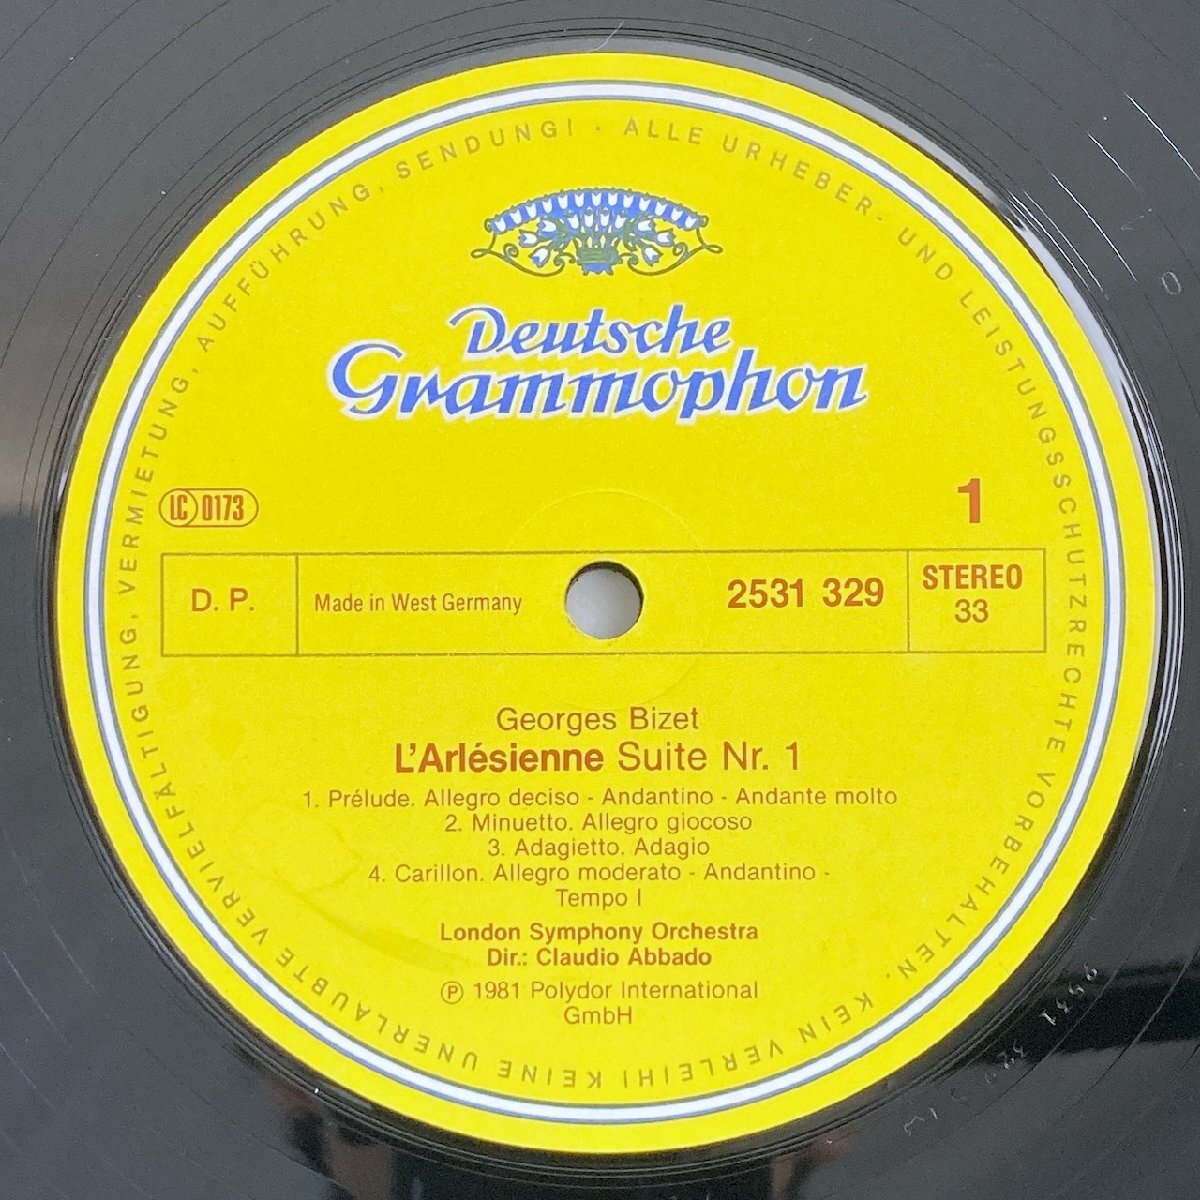 ALLE URHEBER- UND LEISTUNGSSCHUTZRECHTE VORBEHALTEN. KEIN VERLEIH! KEINE UNERLAUBTE VERVIELFÄLTIGUNG, VERMIETUNG, AUFFÜHRUNG, SENDUNG! ·
Deutsche
Grammophon
LC 0173
1
D. P.
Made in West Germany
2531 329
STEREO
33
Georges Bizet
L'Arlésienne Suite Nr. 1
1. Prélude. Allegro deciso - Andantino - Andante molto
2. Minuetto. Allegro giocoso
3. Adagietto. Adagio
4. Carillon. Allegro moderato - Andantino -
Tempo I
London Symphony Orchestra
Dir.: Claudio Abbado
℗ 1981 Polydor International
GmbH